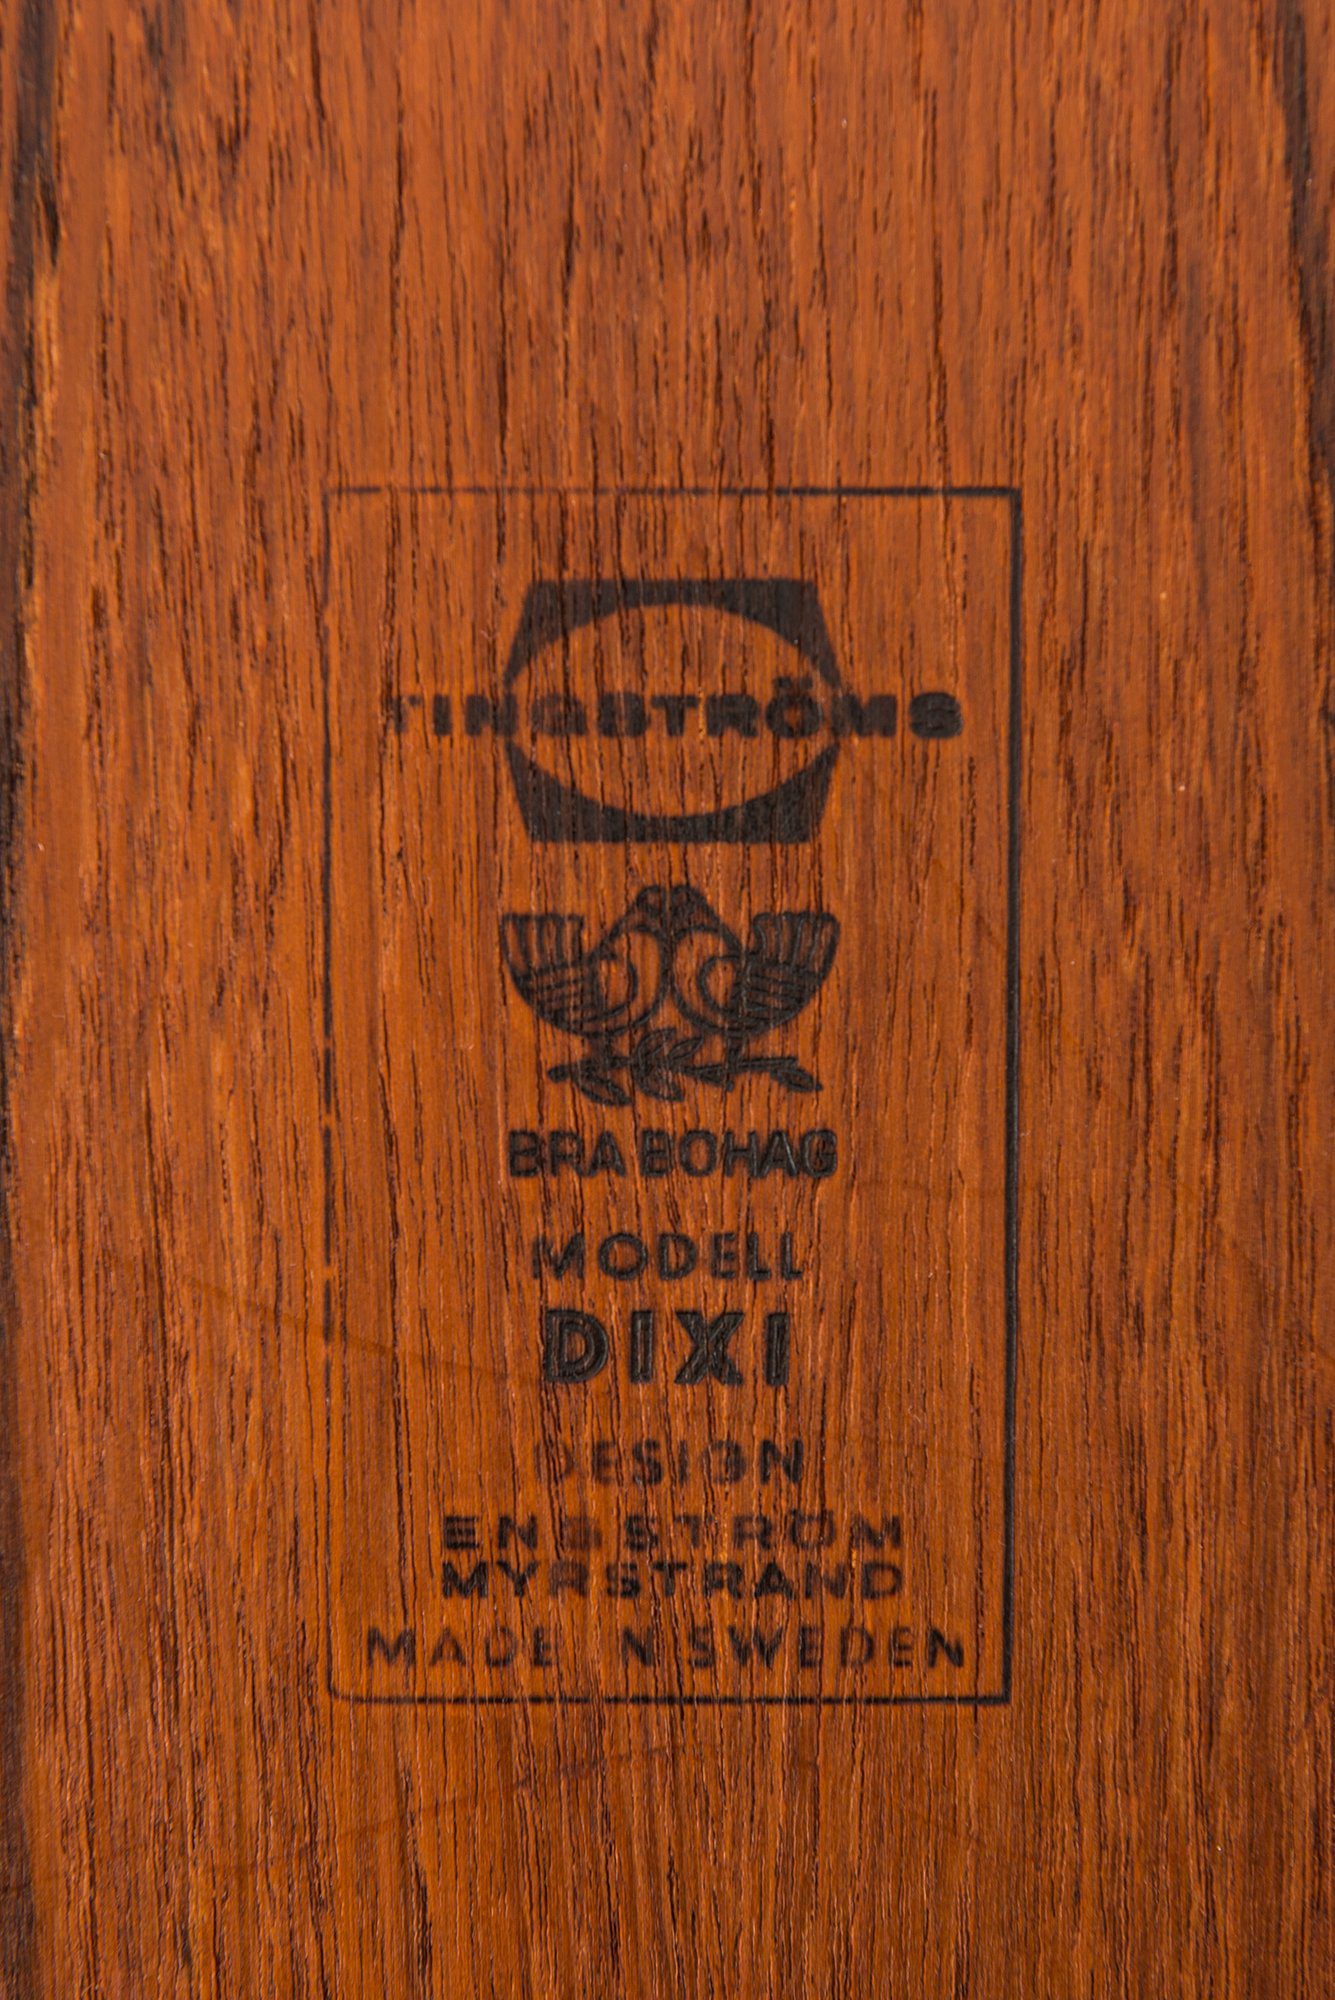 TINGSTRÖMS
BRA BOHAG
MODELL
DIXI
DESIGN
ENGSTRÖM
MYRSTRAND
MADE IN SWEDEN